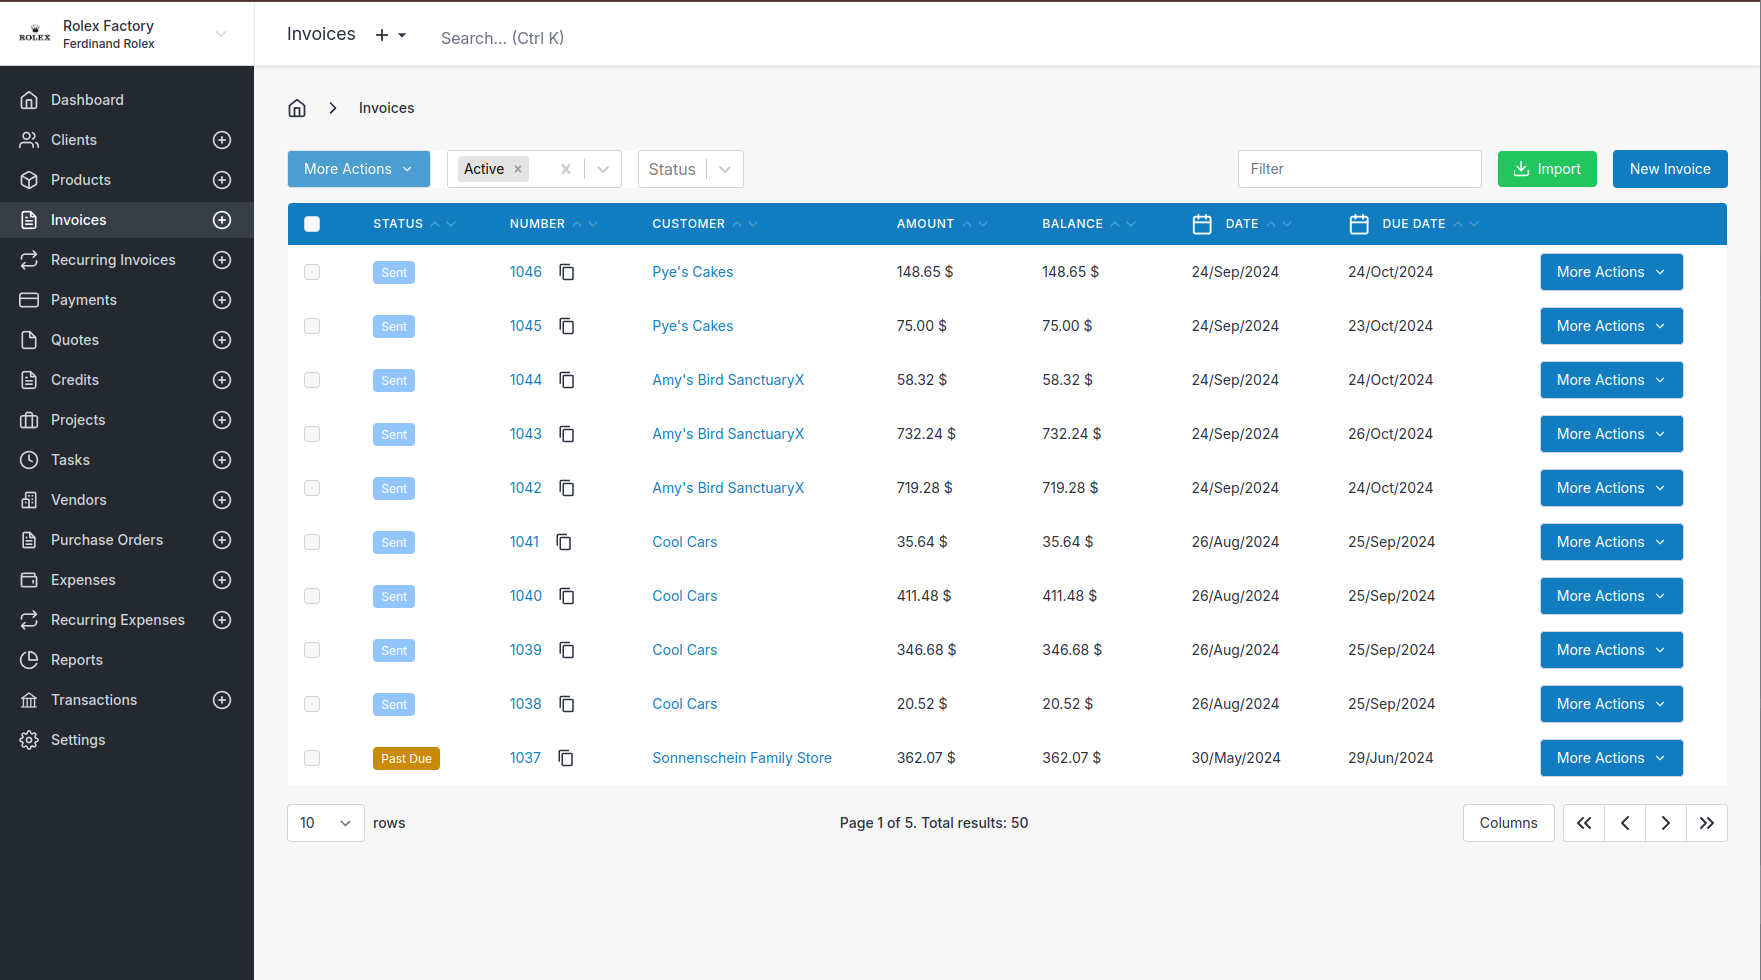 ROLEX
Rolex Factory
Ferdinand Rolex
Invoices
Search... (Ctrl K)
Dashboard
Clients
Products
Invoices
Recurring Invoices
Payments
Quotes
Credits
Projects
Tasks
Vendors
Purchase Orders
Expenses
Recurring Expenses
Reports
Transactions
Settings
Invoices
More Actions Active × Status Filter Import New Invoice
STATUS NUMBER CUSTOMER AMOUNT BALANCE DATE DUE DATE
Sent 1046 Pye's Cakes 148.65 $ 148.65 $ 24/Sep/2024 24/Oct/2024 More Actions
Sent 1045 Pye's Cakes 75.00 $ 75.00 $ 24/Sep/2024 23/Oct/2024 More Actions
Sent 1044 Amy's Bird SanctuaryX 58.32 $ 58.32 $ 24/Sep/2024 24/Oct/2024 More Actions
Sent 1043 Amy's Bird SanctuaryX 732.24 $ 732.24 $ 24/Sep/2024 26/Oct/2024 More Actions
Sent 1042 Amy's Bird SanctuaryX 719.28 $ 719.28 $ 24/Sep/2024 24/Oct/2024 More Actions
Sent 1041 Cool Cars 35.64 $ 35.64 $ 26/Aug/2024 25/Sep/2024 More Actions
Sent 1040 Cool Cars 411.48 $ 411.48 $ 26/Aug/2024 25/Sep/2024 More Actions
Sent 1039 Cool Cars 346.68 $ 346.68 $ 26/Aug/2024 25/Sep/2024 More Actions
Sent 1038 Cool Cars 20.52 $ 20.52 $ 26/Aug/2024 25/Sep/2024 More Actions
Past Due 1037 Sonnenschein Family Store 362.07 $ 362.07 $ 30/May/2024 29/Jun/2024 More Actions
10 rows Page 1 of 5. Total results: 50 Columns